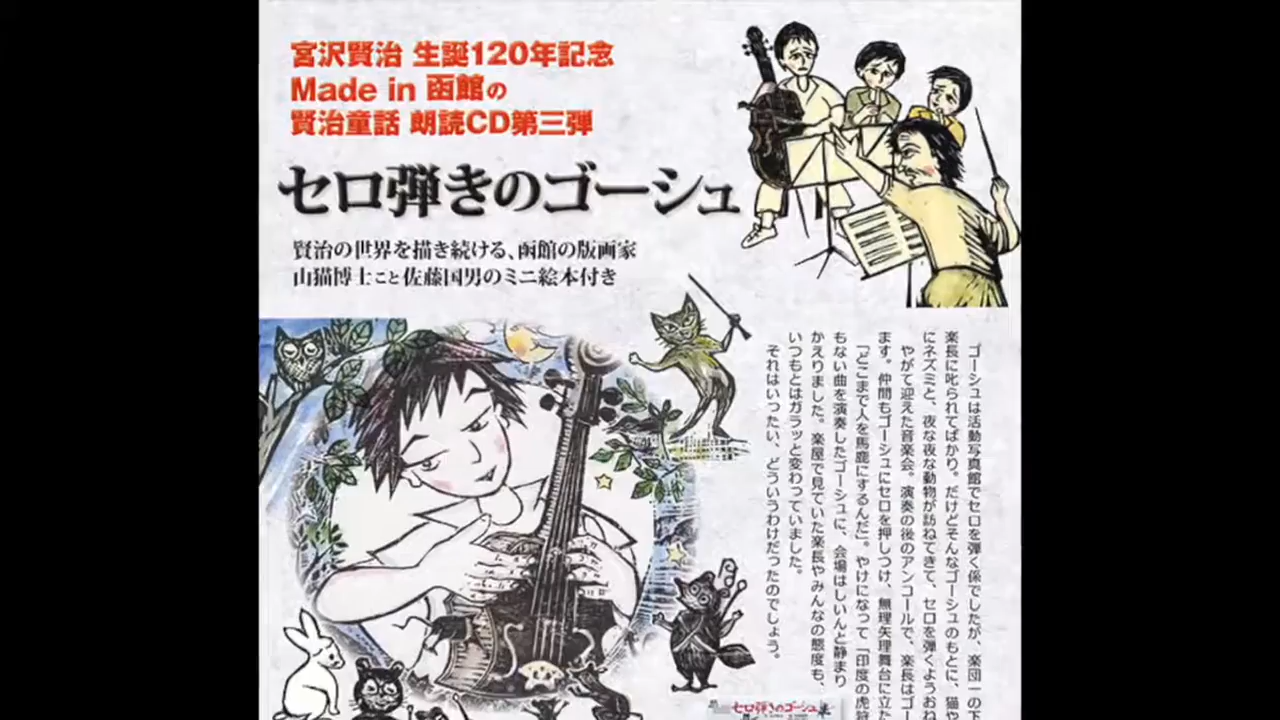 宮沢賢治 生誕120年記念
Made in 函館の
賢治童話 朗読CD第三弾
セロ弾きのゴーシュ
賢治の世界を描き続ける、函館の版画家
山猫博士こと佐藤国男のミニ絵本付き
ゴーシュは活動写真館でセロを弾く係でしたが、楽団一の下
楽長に叱られてばかり。だけどそんなゴーシュのもとに、猫や
にネズミと、夜な夜な動物が訪ねてきて、セロを弾くようおね
やがて迎えた音楽会。演奏の後のアンコールで、楽長はゴー
ます。仲間もゴーシュにセロを押しつけ、無理矢理舞台に立た
「どこまで人を馬鹿にするんだ」。やけになって「印度の虎狩
もない曲を演奏したゴーシュに、会場はしいんと静まり
かえりました。楽屋で見ていた楽長やみんなの態度も、
いつもとはガラッと変わっていました。
それはいったい、どういうわけだったのでしょう。
セロ弾きのゴーシュ